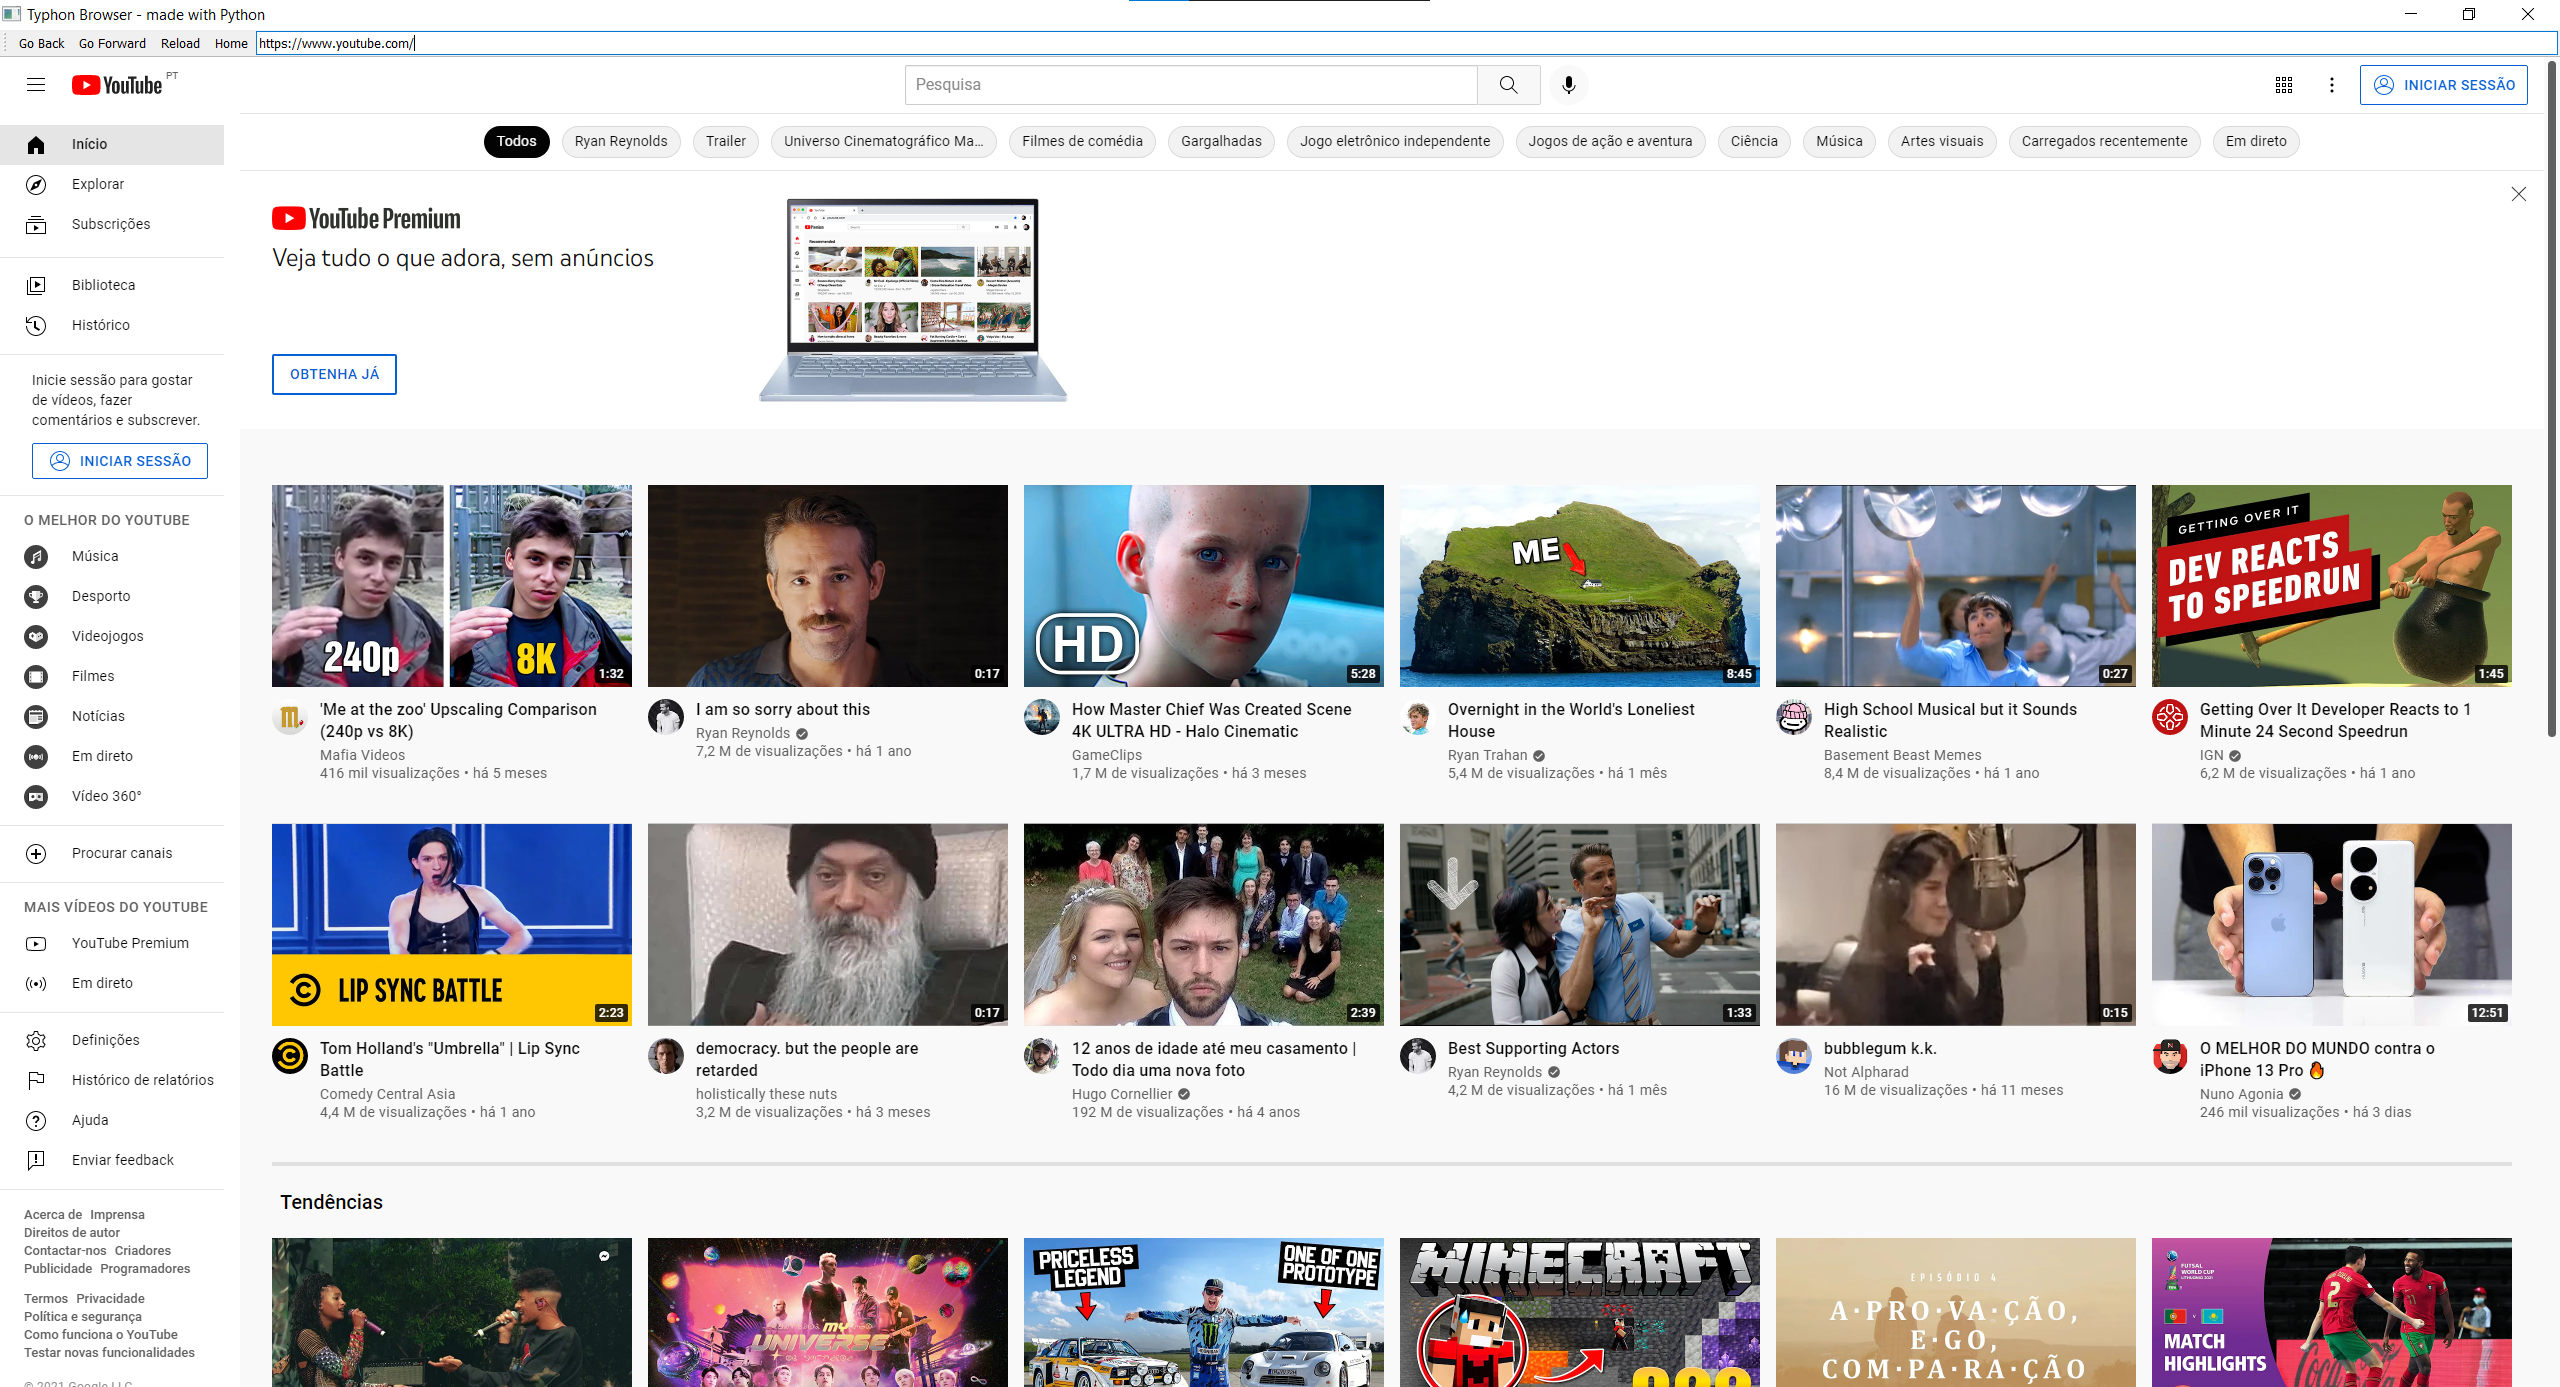 Typhon Browser - made with Python
Go Back Go Forward Reload Home https://www.youtube.com/
YouTube PT
Pesquisa
INICIAR SESSÃO
Todos Ryan Reynolds Trailer Universo Cinematográfico Ma... Filmes de comédia Gargalhadas Jogo eletrônico independente Jogos de ação e aventura Ciência Música Artes visuais Carregados recentemente Em direto
Início
Explorar
Subscrições
Biblioteca
Histórico
Inicie sessão para gostar
de vídeos, fazer
comentários e subscrever.
INICIAR SESSÃO
O MELHOR DO YOUTUBE
Música
Desporto
Videojogos
Filmes
Notícias
Em direto
Vídeo 360°
Procurar canais
MAIS VÍDEOS DO YOUTUBE
YouTube Premium
Em direto
Definições
Histórico de relatórios
Ajuda
Enviar feedback
Acerca de Imprensa
Direitos de autor
Contactar-nos Criadores
Publicidade Programadores
Termos Privacidade
Política e segurança
Como funciona o YouTube
Testar novas funcionalidades
© 2021 Google LLC
YouTube Premium
Veja tudo o que adora, sem anúncios
OBTENHA JÁ
240p 8K
1:32
'Me at the zoo' Upscaling Comparison
(240p vs 8K)
Mafia Videos
416 mil visualizações • há 5 meses
0:17
I am so sorry about this
Ryan Reynolds
7,2 M de visualizações • há 1 ano
HD
5:28
How Master Chief Was Created Scene
4K ULTRA HD - Halo Cinematic
GameClips
1,7 M de visualizações • há 3 meses
ME
8:45
Overnight in the World's Loneliest
House
Ryan Trahan
5,4 M de visualizações • há 1 mês
0:27
High School Musical but it Sounds
Realistic
Basement Beast Memes
8,4 M de visualizações • há 1 ano
GETTING OVER IT
DEV REACTS
TO SPEEDRUN
1:45
Getting Over It Developer Reacts to 1
Minute 24 Second Speedrun
IGN
6,2 M de visualizações • há 1 ano
LIP SYNC BATTLE
2:23
Tom Holland's "Umbrella" | Lip Sync
Battle
Comedy Central Asia
4,4 M de visualizações • há 1 ano
0:17
democracy. but the people are
retarded
holistically these nuts
3,2 M de visualizações • há 3 meses
2:39
12 anos de idade até meu casamento |
Todo dia uma nova foto
Hugo Cornellier
192 M de visualizações • há 4 anos
1:33
Best Supporting Actors
Ryan Reynolds
4,2 M de visualizações • há 1 mês
0:15
bubblegum k.k.
Not Alpharad
16 M de visualizações • há 11 meses
12:51
O MELHOR DO MUNDO contra o
iPhone 13 Pro 🔥
Nuno Agonia
246 mil visualizações • há 3 dias
Tendências
MY
UNIVERSE
PRICELESS
LEGEND
ONE OF ONE
PROTOTYPE
MINECRAFT
EPISÓDIO 4
A·PRO·VA·ÇÃO,
E·GO,
COM·PA·RA·ÇÃO
FUTSAL
WORLD CUP
MATCH
HIGHLIGHTS